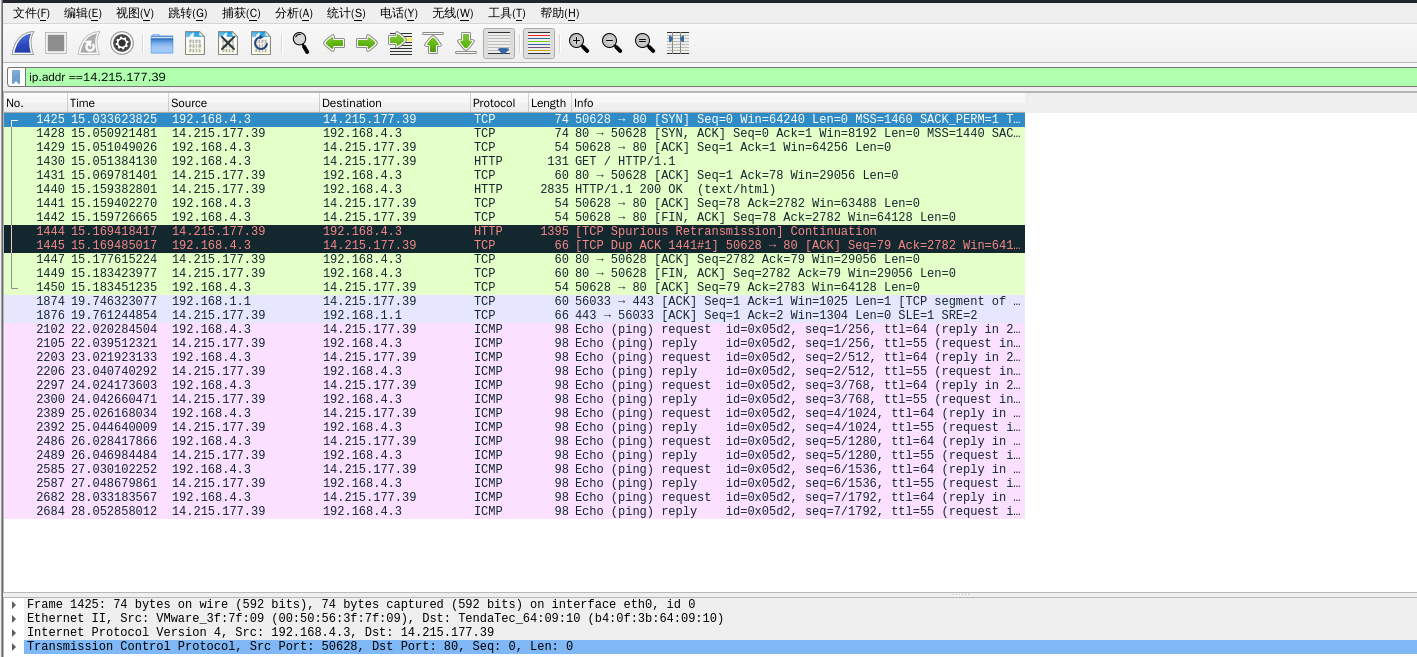 文件(F) 编辑(E) 视图(V) 跳转(G) 捕获(C) 分析(A) 统计(S) 电话(Y) 无线(W) 工具(T) 帮助(H)
ip.addr ==14.215.177.39
No. Time Source Destination Protocol Length Info
1425 15.033623825 192.168.4.3 14.215.177.39 TCP 74 50628 → 80 [SYN] Seq=0 Win=64240 Len=0 MSS=1460 SACK_PERM=1 T…
1428 15.050921481 14.215.177.39 192.168.4.3 TCP 74 80 → 50628 [SYN, ACK] Seq=0 Ack=1 Win=8192 Len=0 MSS=1440 SAC…
1429 15.051049026 192.168.4.3 14.215.177.39 TCP 54 50628 → 80 [ACK] Seq=1 Ack=1 Win=64256 Len=0
1430 15.051384130 192.168.4.3 14.215.177.39 HTTP 131 GET / HTTP/1.1
1431 15.069781401 14.215.177.39 192.168.4.3 TCP 60 80 → 50628 [ACK] Seq=1 Ack=78 Win=29056 Len=0
1440 15.159382801 14.215.177.39 192.168.4.3 HTTP 2835 HTTP/1.1 200 OK (text/html)
1441 15.159402270 192.168.4.3 14.215.177.39 TCP 54 50628 → 80 [ACK] Seq=78 Ack=2782 Win=63488 Len=0
1442 15.159726665 192.168.4.3 14.215.177.39 TCP 54 50628 → 80 [FIN, ACK] Seq=78 Ack=2782 Win=64128 Len=0
1444 15.169418417 14.215.177.39 192.168.4.3 HTTP 1395 [TCP Spurious Retransmission] Continuation
1445 15.169485017 192.168.4.3 14.215.177.39 TCP 66 [TCP Dup ACK 1441#1] 50628 → 80 [ACK] Seq=79 Ack=2782 Win=641…
1447 15.177615224 14.215.177.39 192.168.4.3 TCP 60 80 → 50628 [ACK] Seq=2782 Ack=79 Win=29056 Len=0
1449 15.183423977 14.215.177.39 192.168.4.3 TCP 60 80 → 50628 [FIN, ACK] Seq=2782 Ack=79 Win=29056 Len=0
1450 15.183451235 192.168.4.3 14.215.177.39 TCP 54 50628 → 80 [ACK] Seq=79 Ack=2783 Win=64128 Len=0
1874 19.746323077 192.168.1.1 14.215.177.39 TCP 60 56033 → 443 [ACK] Seq=1 Ack=1 Win=1025 Len=1 [TCP segment of …
1876 19.761244854 14.215.177.39 192.168.1.1 TCP 66 443 → 56033 [ACK] Seq=1 Ack=2 Win=1304 Len=0 SLE=1 SRE=2
2102 22.020284504 192.168.4.3 14.215.177.39 ICMP 98 Echo (ping) request id=0x05d2, seq=1/256, ttl=64 (reply in 2…
2105 22.039512321 14.215.177.39 192.168.4.3 ICMP 98 Echo (ping) reply id=0x05d2, seq=1/256, ttl=55 (request in…
2203 23.021923133 192.168.4.3 14.215.177.39 ICMP 98 Echo (ping) request id=0x05d2, seq=2/512, ttl=64 (reply in 2…
2206 23.040740292 14.215.177.39 192.168.4.3 ICMP 98 Echo (ping) reply id=0x05d2, seq=2/512, ttl=55 (request in…
2297 24.024173603 192.168.4.3 14.215.177.39 ICMP 98 Echo (ping) request id=0x05d2, seq=3/768, ttl=64 (reply in 2…
2300 24.042660471 14.215.177.39 192.168.4.3 ICMP 98 Echo (ping) reply id=0x05d2, seq=3/768, ttl=55 (request in…
2389 25.026168034 192.168.4.3 14.215.177.39 ICMP 98 Echo (ping) request id=0x05d2, seq=4/1024, ttl=64 (reply in …
2392 25.044640009 14.215.177.39 192.168.4.3 ICMP 98 Echo (ping) reply id=0x05d2, seq=4/1024, ttl=55 (request i…
2486 26.028417866 192.168.4.3 14.215.177.39 ICMP 98 Echo (ping) request id=0x05d2, seq=5/1280, ttl=64 (reply in …
2489 26.046984484 14.215.177.39 192.168.4.3 ICMP 98 Echo (ping) reply id=0x05d2, seq=5/1280, ttl=55 (request i…
2585 27.030102252 192.168.4.3 14.215.177.39 ICMP 98 Echo (ping) request id=0x05d2, seq=6/1536, ttl=64 (reply in …
2587 27.048679861 14.215.177.39 192.168.4.3 ICMP 98 Echo (ping) reply id=0x05d2, seq=6/1536, ttl=55 (request i…
2682 28.033183567 192.168.4.3 14.215.177.39 ICMP 98 Echo (ping) request id=0x05d2, seq=7/1792, ttl=64 (reply in …
2684 28.052858012 14.215.177.39 192.168.4.3 ICMP 98 Echo (ping) reply id=0x05d2, seq=7/1792, ttl=55 (request i…
Frame 1425: 74 bytes on wire (592 bits), 74 bytes captured (592 bits) on interface eth0, id 0
Ethernet II, Src: VMware_3f:7f:09 (00:50:56:3f:7f:09), Dst: TendaTec_64:09:10 (b4:0f:3b:64:09:10)
Internet Protocol Version 4, Src: 192.168.4.3, Dst: 14.215.177.39
Transmission Control Protocol, Src Port: 50628, Dst Port: 80, Seq: 0, Len: 0